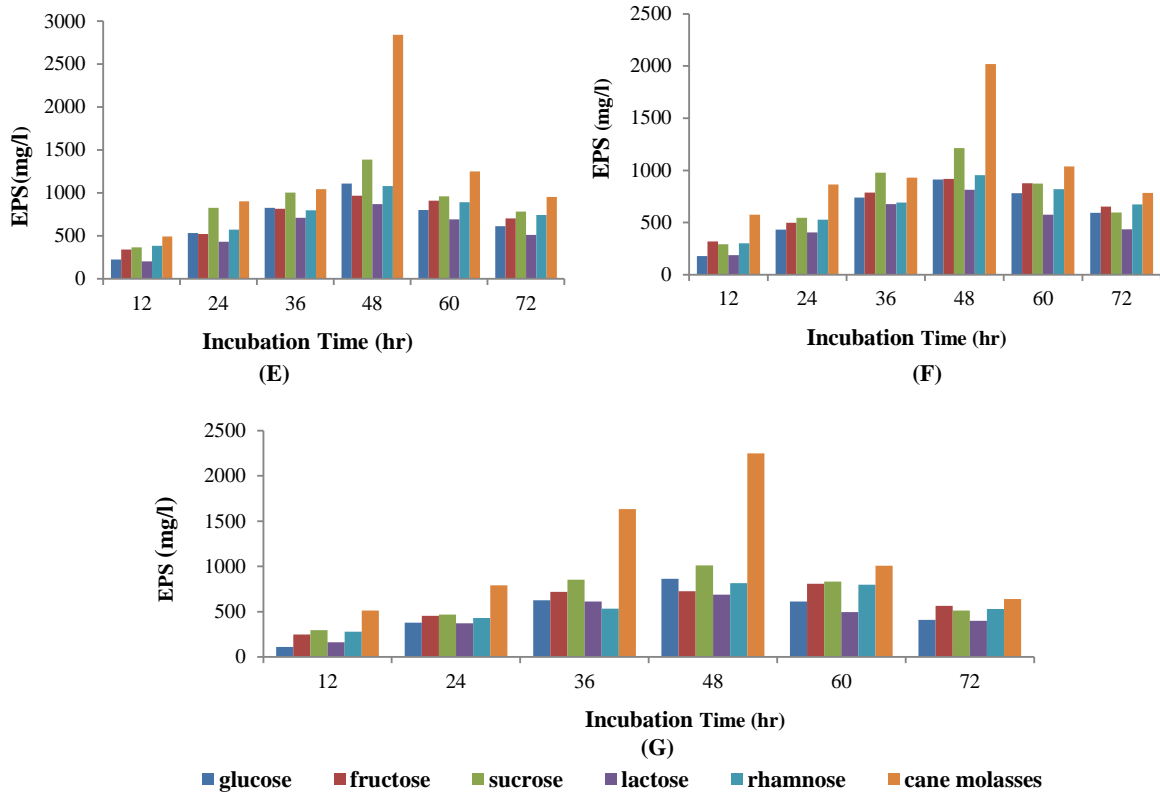 3000
2500
2000
1500
1000
500
0
EPS(mg/l)
12 24 36 48 60 72
Incubation Time (hr)
(E)
2500
2000
1500
1000
500
0
EPS (mg/l)
12 24 36 48 60 72
Incubation Time (hr)
(F)
2500
2000
1500
1000
500
0
EPS (mg/l)
12 24 36 48 60 72
Incubation Time (hr)
(G)
glucose fructose sucrose lactose rhamnose cane molasses